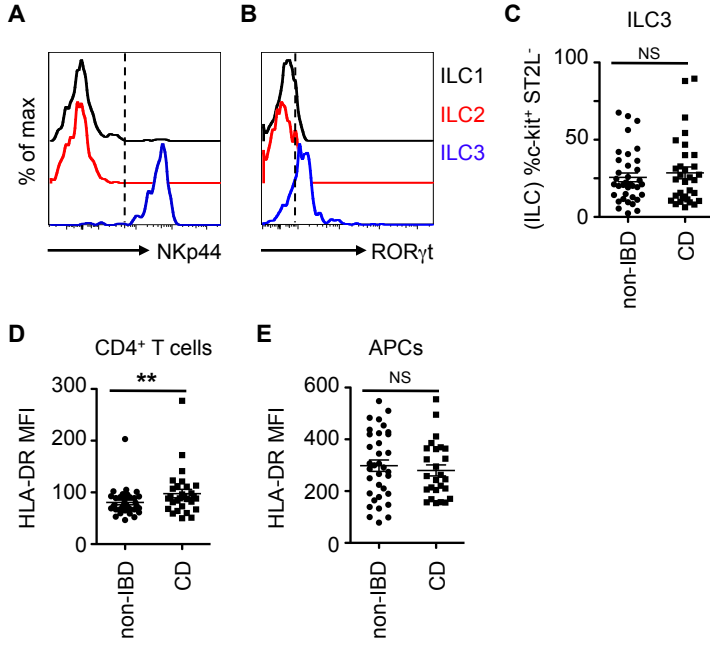 A
% of max
NKp44
B
RORγt
ILC1
ILC2
ILC3
C
ILC3
NS
(ILC) %c-kit⁺ ST2L⁻
100
75
50
25
0
non-IBD
CD
D
CD4⁺ T cells
**
HLA-DR MFI
300
200
100
0
non-IBD
CD
E
APCs
NS
HLA-DR MFI
600
400
200
0
non-IBD
CD